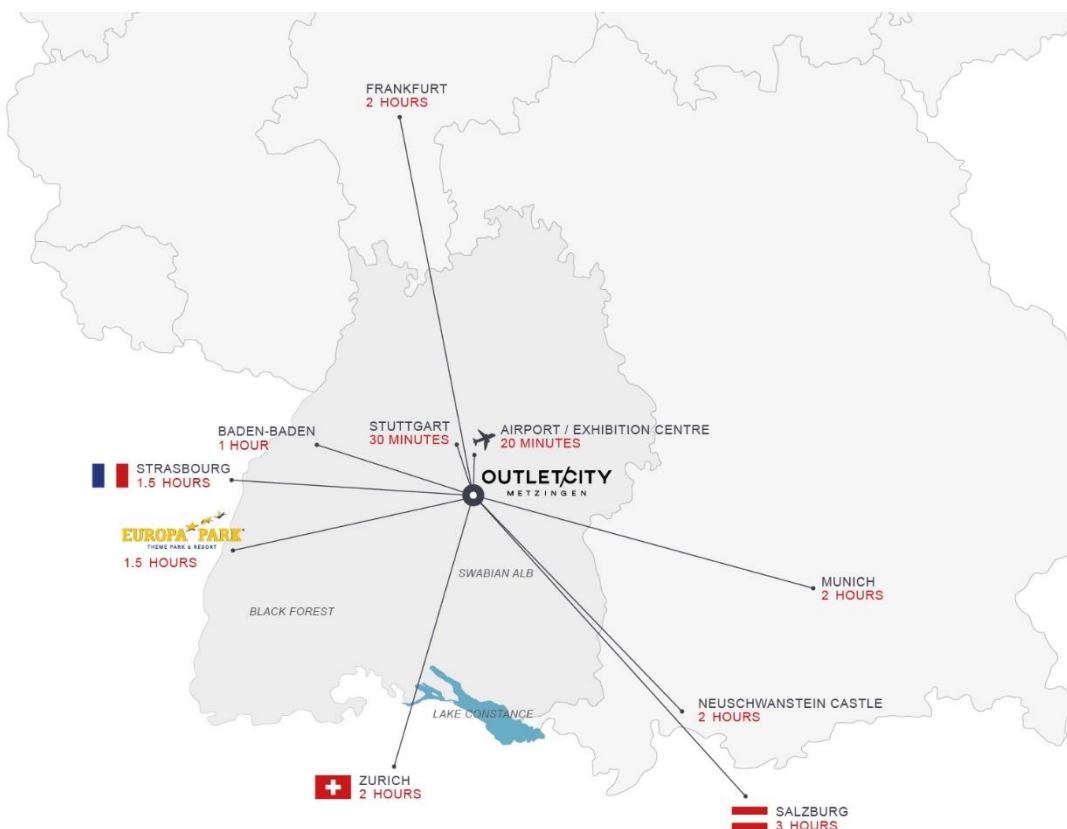 FRANKFURT
2 HOURS
BADEN-BADEN
1 HOUR
STUTTGART
30 MINUTES
AIRPORT / EXHIBITION CENTRE
20 MINUTES
STRASBOURG
1.5 HOURS
OUTLETCITY
METZINGEN
EUROPA PARK
THEME PARK & RESORT
1.5 HOURS
SWABIAN ALB
BLACK FOREST
MUNICH
2 HOURS
NEUSCHWANSTEIN CASTLE
2 HOURS
LAKE CONSTANCE
ZURICH
2 HOURS
SALZBURG
3 HOURS